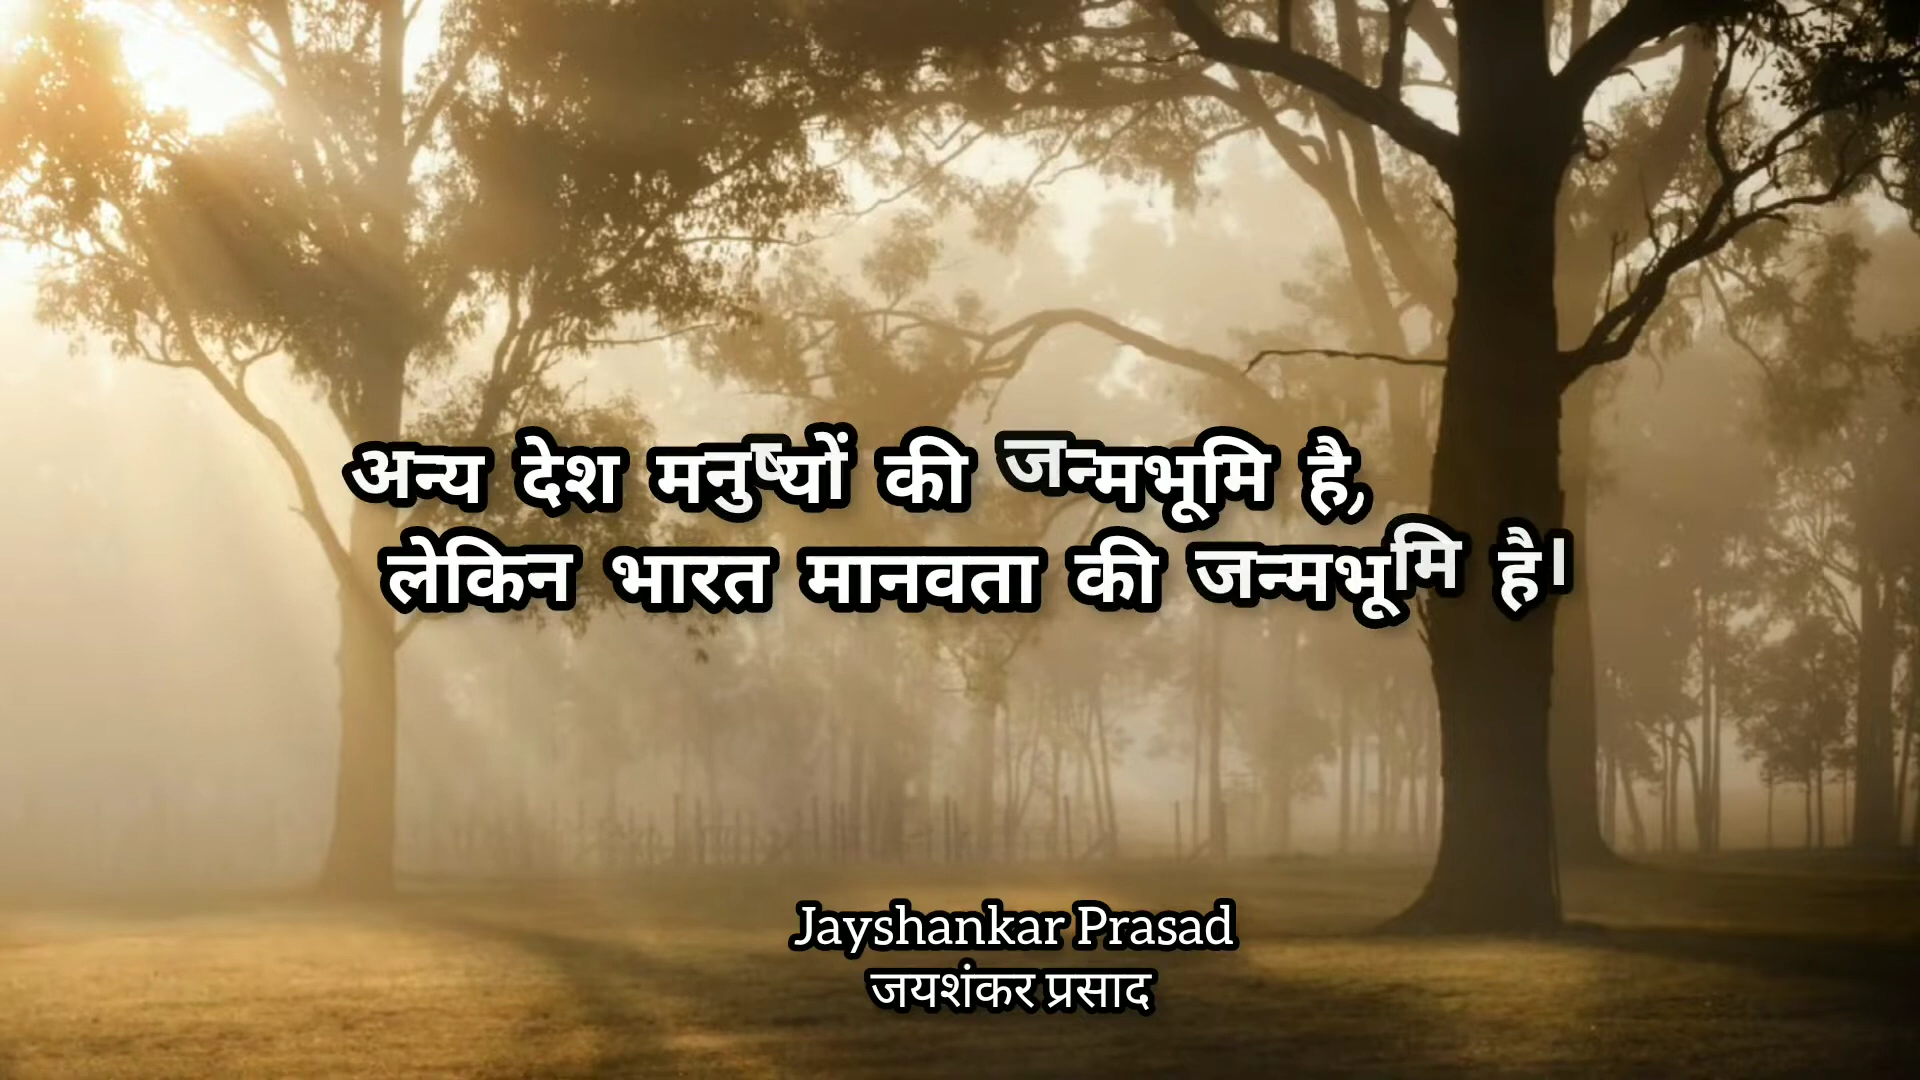 अन्य देश मनुष्यों की जन्मभूमि है,
लेकिन भारत मानवता की जन्मभूमि है।
Jayshankar Prasad
जयशंकर प्रसाद